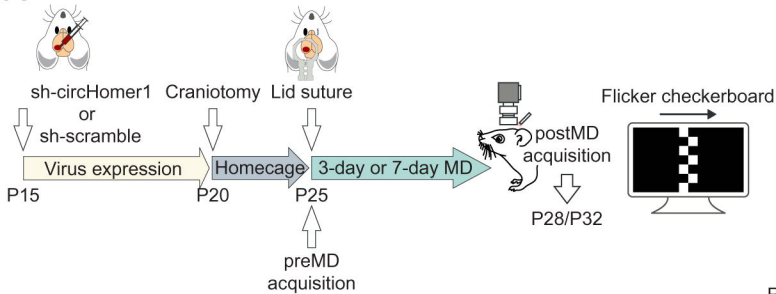 sh-circHomer1
or
sh-scramble
Craniotomy
Lid suture
Flicker checkerboard
postMD
acquisition
Virus expression
Homecage
3-day or 7-day MD
P15
P20
P25
P28/P32
preMD
acquisition